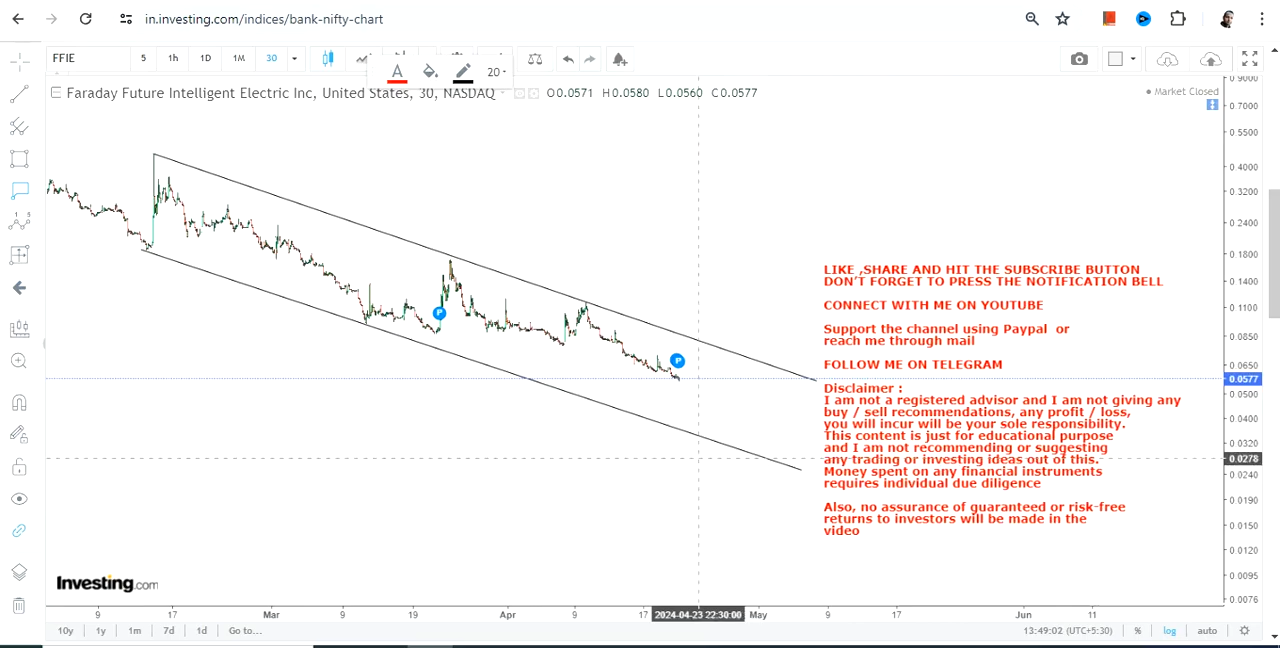 in.investing.com/indices/bank-nifty-chart
FFIE
5
1h
1D
1M
30
20
Faraday Future Intelligent Electric Inc, United States, 30, NASDAQ
O0.0571 H0.0580 L0.0560 C0.0577
Market Closed
0.9000
0.7000
0.5500
0.4000
0.3200
0.2400
0.1800
0.1400
0.1100
0.0850
0.0650
0.0577
0.0500
0.0400
0.0320
0.0278
0.0240
0.0190
0.0150
0.0120
0.0095
0.0076
P
P
LIKE ,SHARE AND HIT THE SUBSCRIBE BUTTON
DON'T FORGET TO PRESS THE NOTIFICATION BELL
CONNECT WITH ME ON YOUTUBE
Support the channel using Paypal or
reach me through mail
FOLLOW ME ON TELEGRAM
Disclaimer :
I am not a registered advisor and I am not giving any
buy / sell recommendations, any profit / loss,
you will incur will be your sole responsibility.
This content is just for educational purpose
and I am not recommending or suggesting
any trading or investing ideas out of this.
Money spent on any financial instruments
requires individual due diligence
Also, no assurance of guaranteed or risk-free
returns to investors will be made in the
video
Investing.com
9 17 Mar 9 19 Apr 9 17 2024-04-23 22:30:00 May 9 17 Jun 11
10y 1y 1m 7d 1d Go to...
13:49:02 (UTC+5:30) % log auto